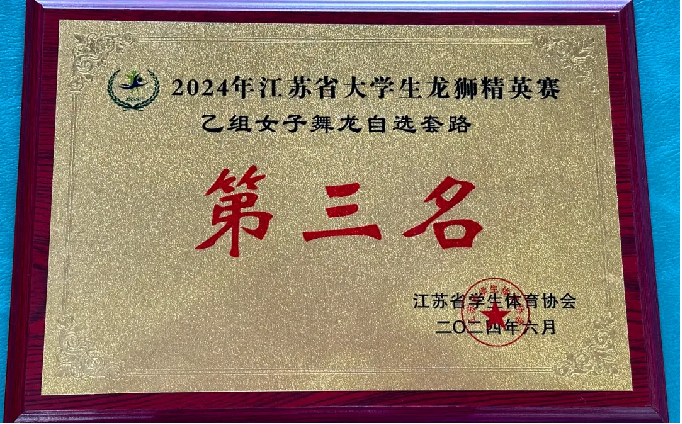 2024年江苏省大学生龙狮精英赛
乙组女子舞龙自选套路
第三名
江苏省学生体育协会
二〇二四年六月